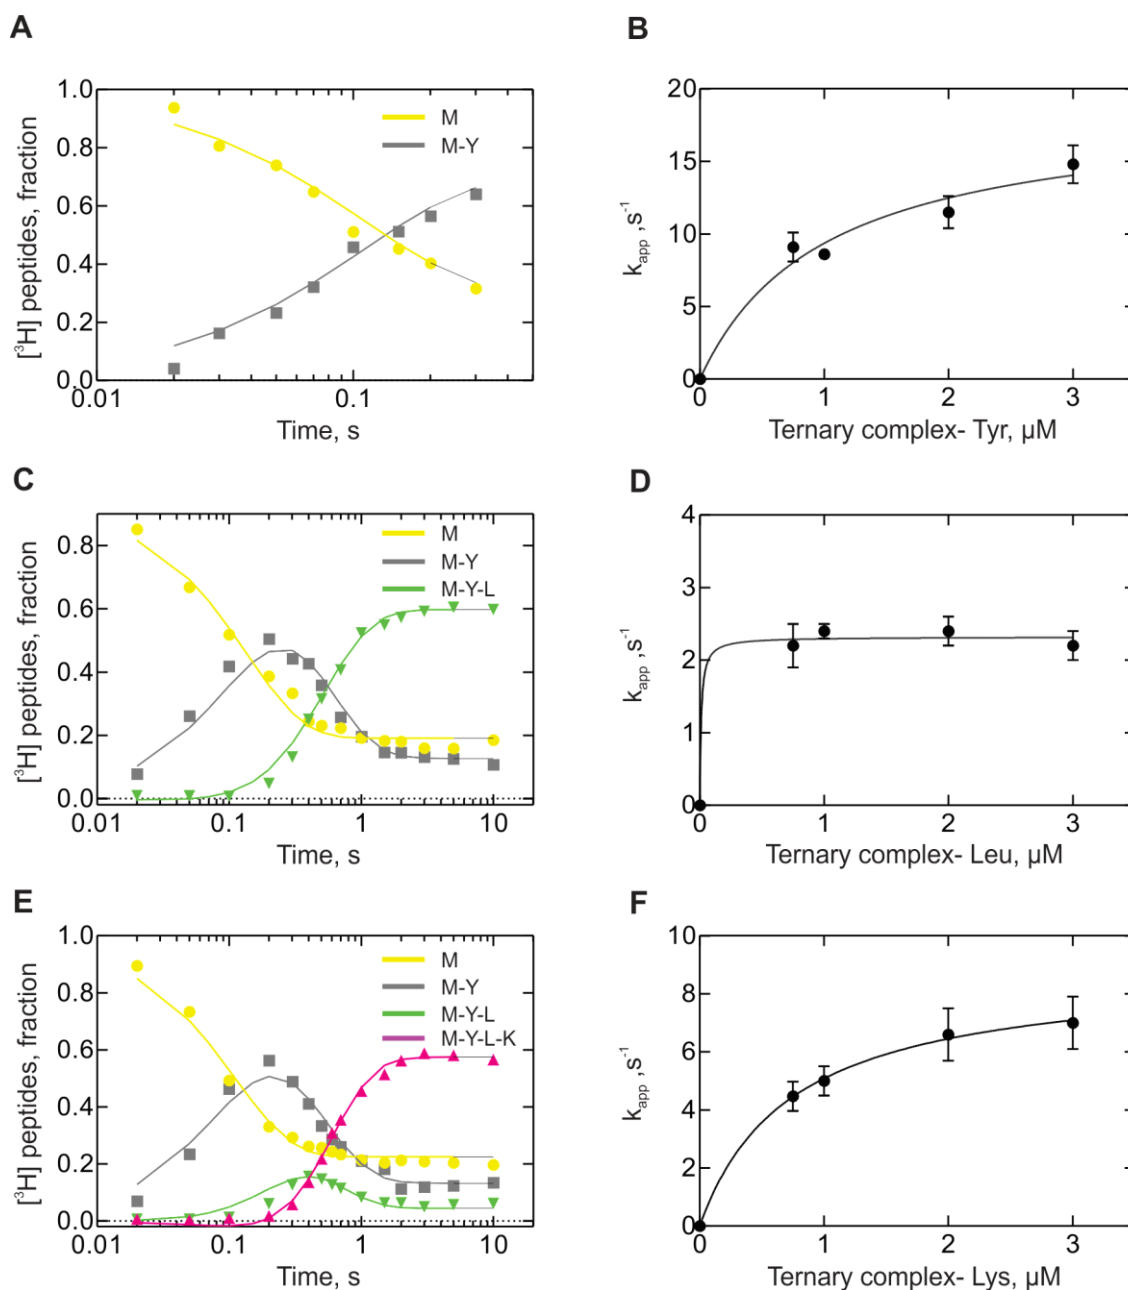 A
[³H] peptides, fraction
1.0
0.8
0.6
0.4
0.2
0.0
0.01
0.1
Time, s
M
M-Y
B
k app ,s⁻¹
20
15
10
5
0
0
1
2
3
Ternary complex- Tyr, µM
C
[³H] peptides, fraction
0.8
0.6
0.4
0.2
0.0
0.01
0.1
1
10
Time, s
M
M-Y
M-Y-L
D
k app ,s⁻¹
4
3
2
1
0
0
1
2
3
Ternary complex- Leu, µM
E
[³H] peptides, fraction
1.0
0.8
0.6
0.4
0.2
0.0
0.01
0.1
1
10
Time, s
M
M-Y
M-Y-L
M-Y-L-K
F
k app ,s⁻¹
10
8
6
4
2
0
0
1
2
3
Ternary complex- Lys, µM